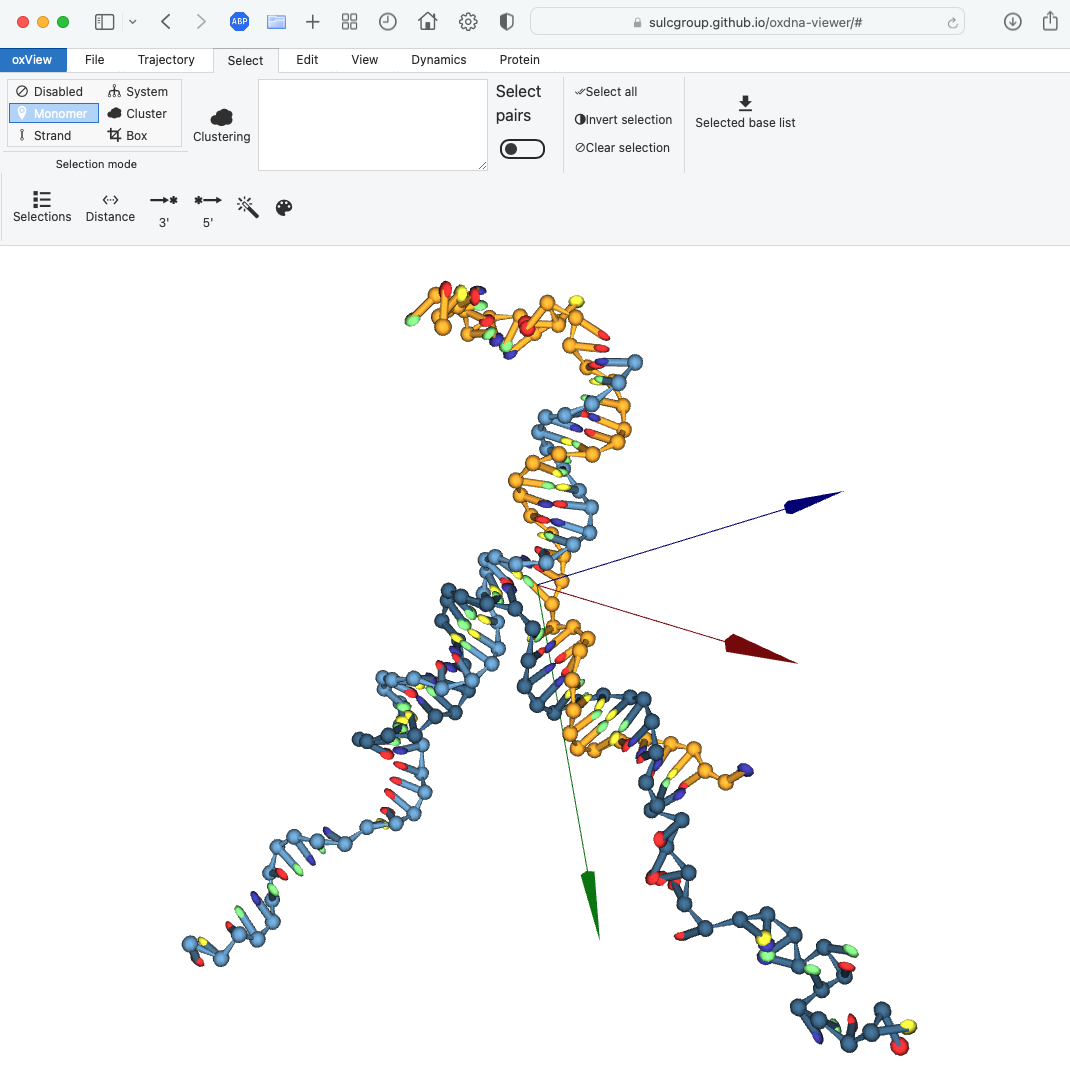 ABP
sulcgroup.github.io/oxdna-viewer/#
oxView File Trajectory Select Edit View Dynamics Protein
Disabled System
Monomer Cluster
Strand Box
Selection mode
Clustering
Select
pairs
Select all
Invert selection
Clear selection
Selected base list
Selections Distance 3' 5'